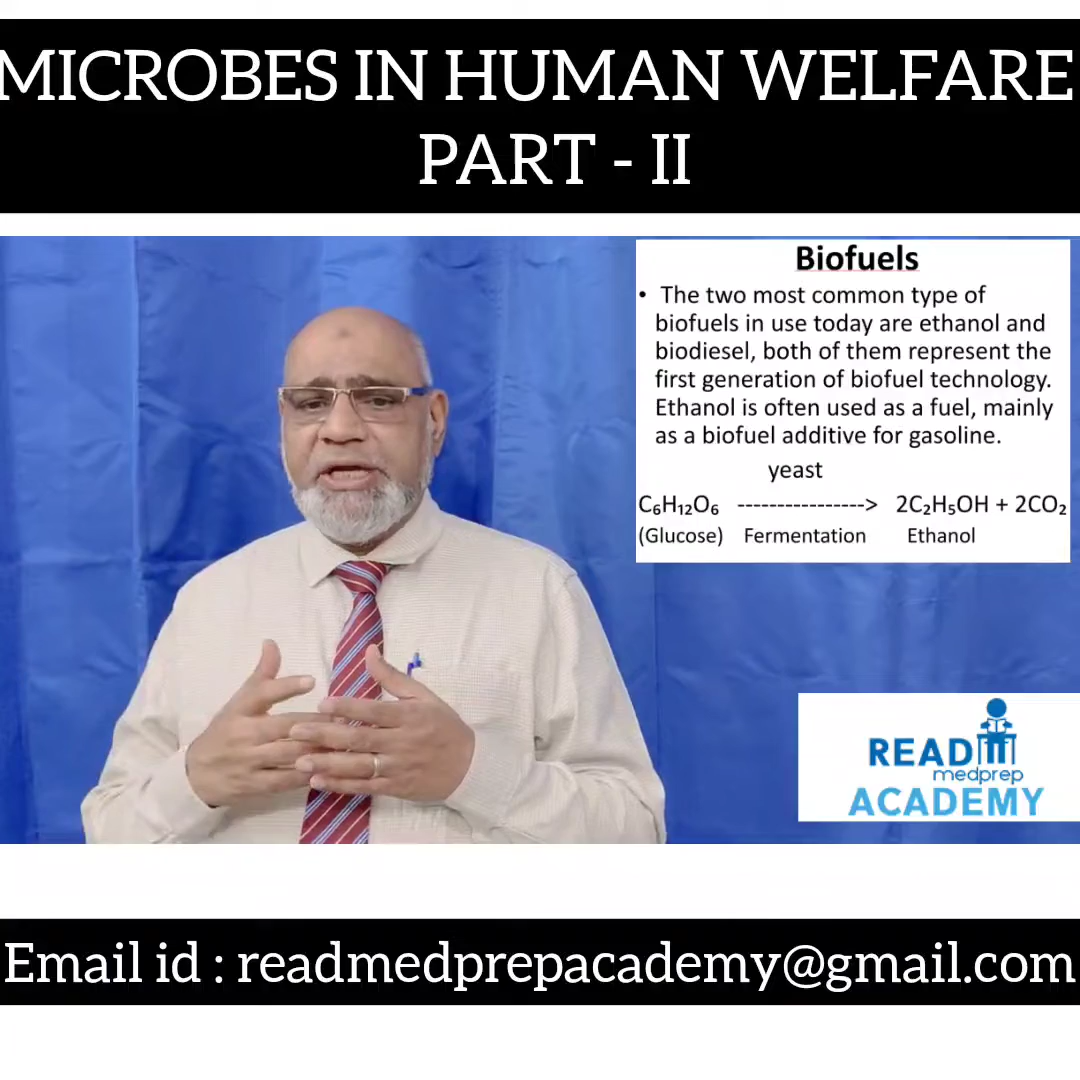 MICROBES IN HUMAN WELFARE
PART - II
Biofuels
• The two most common type of
biofuels in use today are ethanol and
biodiesel, both of them represent the
first generation of biofuel technology.
Ethanol is often used as a fuel, mainly
as a biofuel additive for gasoline.
yeast
C₆H₁₂O₆ ----------------> 2C₂H₅OH + 2CO₂
(Glucose) Fermentation Ethanol
READ
medprep
ACADEMY
Email id : readmedprepacademy@gmail.com